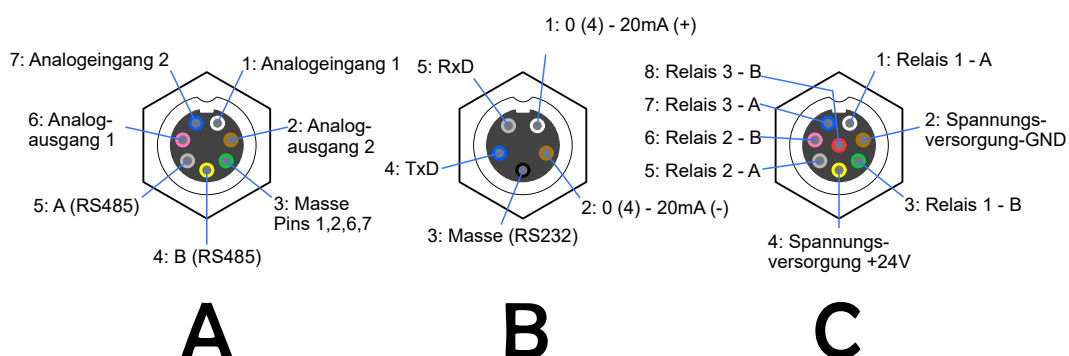 7: Analogeingang 2
1: Analogeingang 1
6: Analog-
ausgang 1
2: Analog-
ausgang 2
5: A (RS485)
3: Masse
Pins 1,2,6,7
4: B (RS485)
A
1: 0 (4) - 20mA (+)
5: RxD
4: TxD
2: 0 (4) - 20mA (-)
3: Masse (RS232)
B
8: Relais 3 - B
1: Relais 1 - A
7: Relais 3 - A
6: Relais 2 - B
2: Spannungs-
versorgung-GND
5: Relais 2 - A
3: Relais 1 - B
4: Spannungs-
versorgung +24V
C